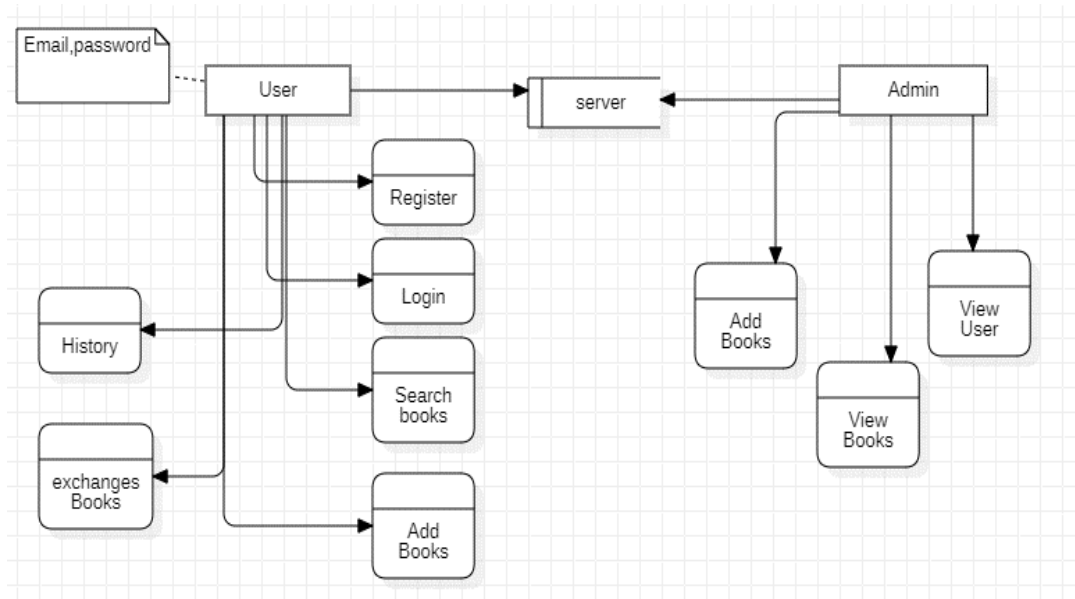 Email,password
User
server
Admin
Register
Login
History
Search
books
exchanges
Books
Add
Books
Add
Books
View
User
View
Books